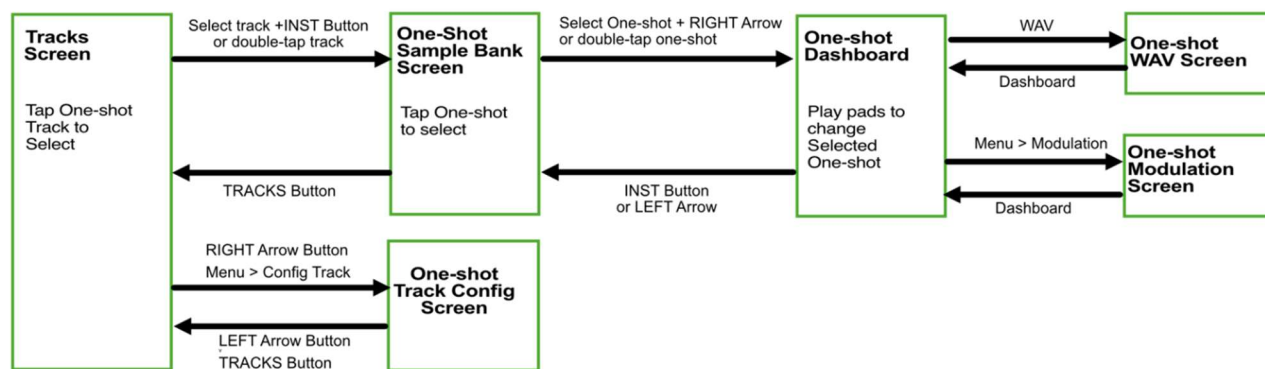 Tracks
Screen
Tap One-shot
Track to
Select
Select track +INST Button
or double-tap track
TRACKS Button
One-Shot
Sample Bank
Screen
Tap One-shot
to select
Select One-shot + RIGHT Arrow
or double-tap one-shot
INST Button
or LEFT Arrow
One-shot
Dashboard
Play pads to
change
Selected
One-shot
WAV
Dashboard
One-shot
WAV Screen
Menu > Modulation
Dashboard
One-shot
Modulation
Screen
RIGHT Arrow Button
Menu > Config Track
LEFT Arrow Button
TRACKS Button
One-shot
Track Config
Screen